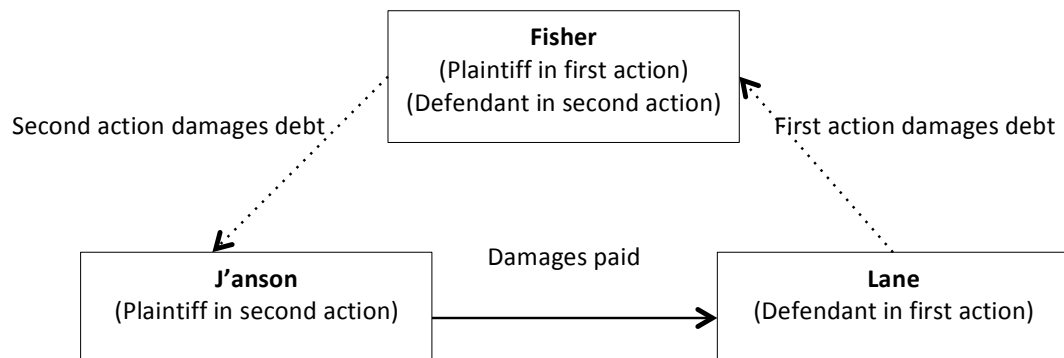 Fisher
(Plaintiff in first action)
(Defendant in second action)
Second action damages debt
First action damages debt
Damages paid
J’anson
(Plaintiff in second action)
Lane
(Defendant in first action)